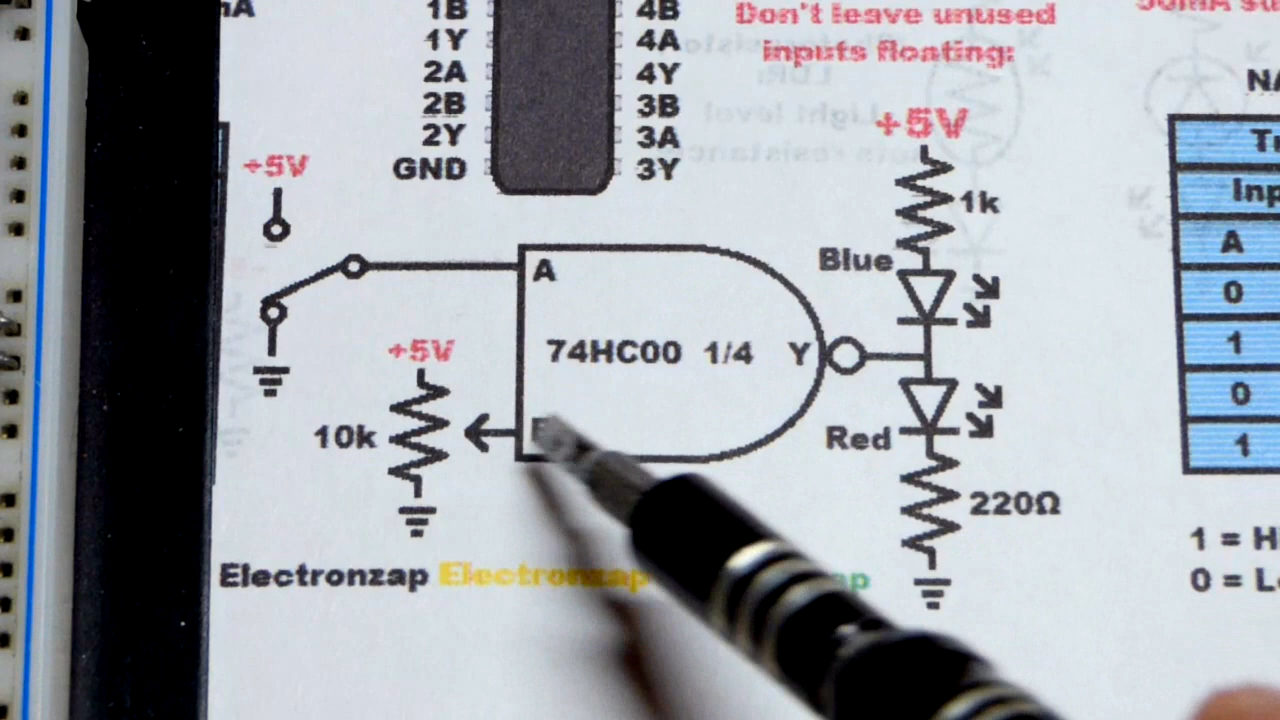 1B 4B
1Y 4A
2A 4Y
2B 3B
2Y 3A
GND 3Y
Don't leave unused
inputs floating:
+5V
1k
Blue
+5V
A
74HC00 1/4 Y
+5V
10k
Red
220Ω
Electronzap Electronzap
A
0
1
0
1
1 = H
0 = L